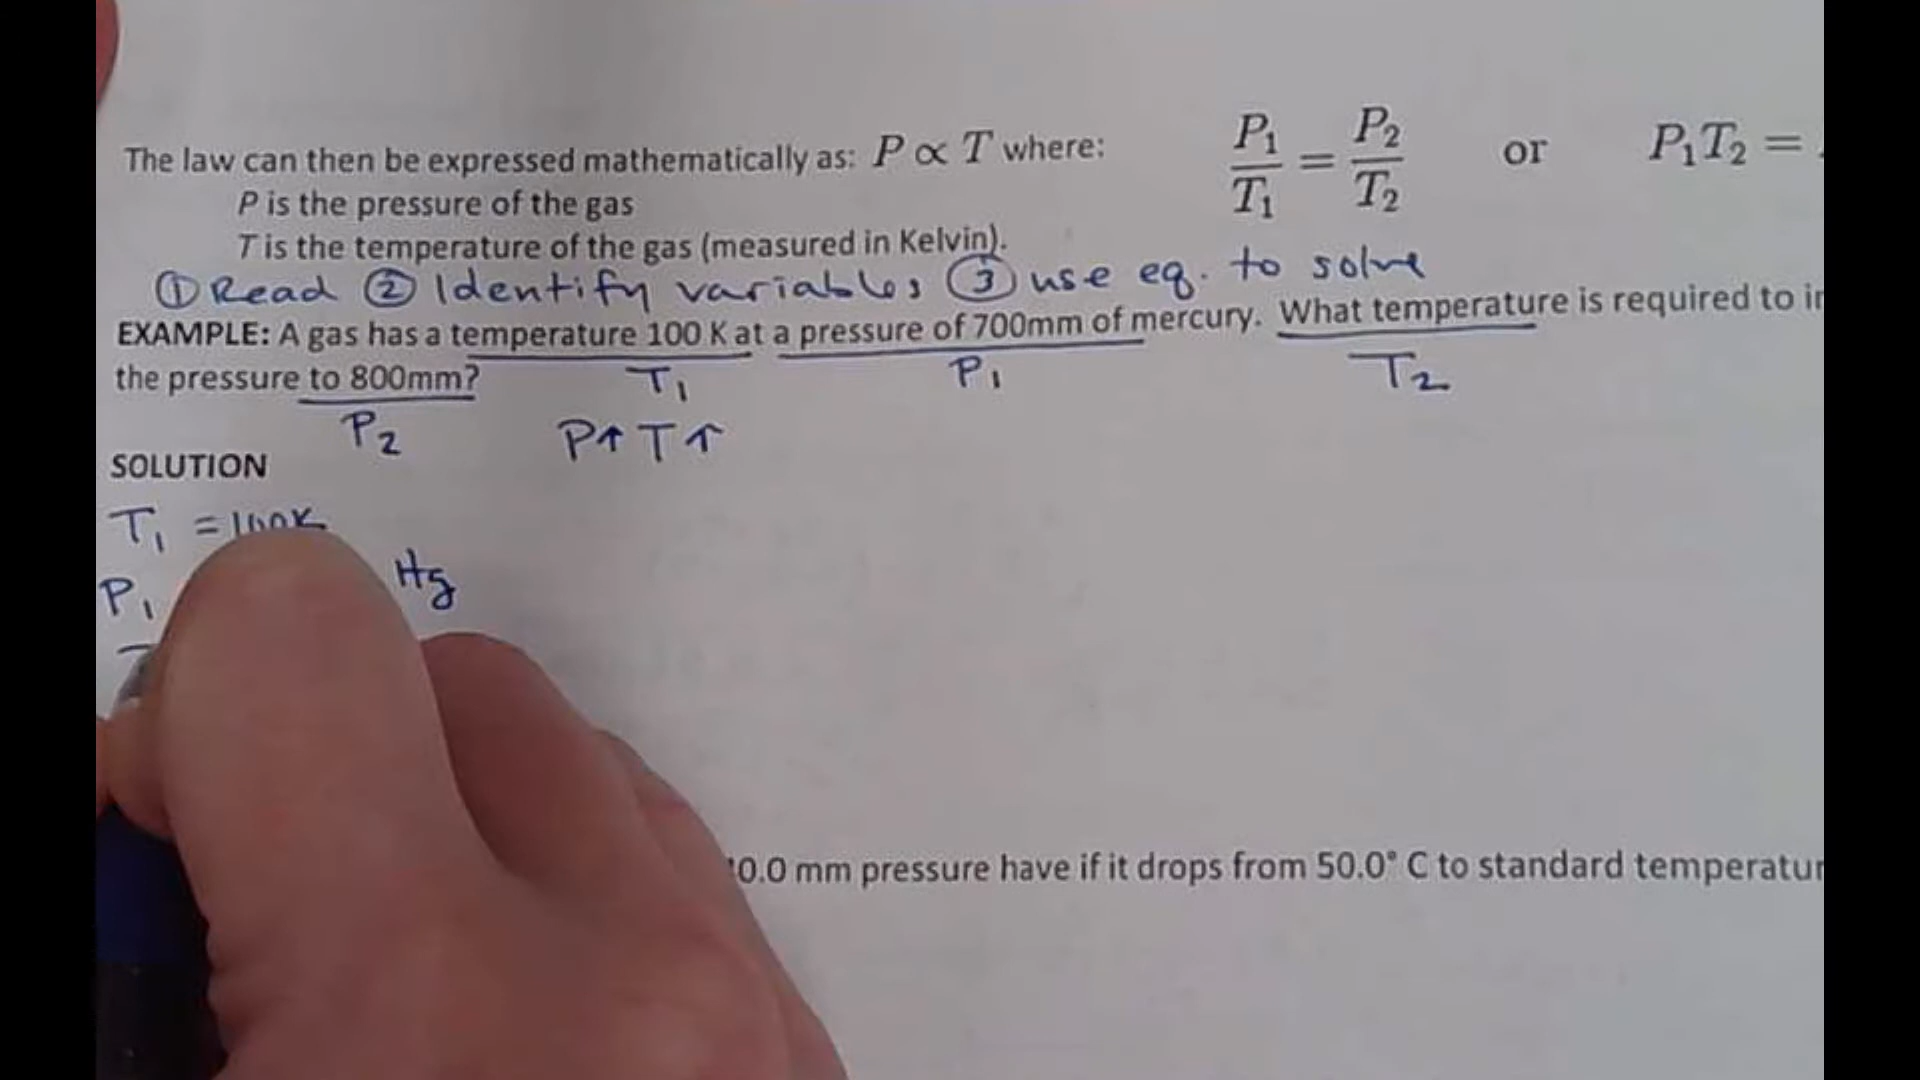 The law can then be expressed mathematically as: P ∝ T where: P₁/T₁ = P₂/T₂ or P₁T₂ =
P is the pressure of the gas
T is the temperature of the gas (measured in Kelvin).
① Read ② Identify variables ③ use eq. to solve
EXAMPLE: A gas has a temperature 100 K at a pressure of 700mm of mercury. What temperature is required to
the pressure to 800mm?
T₁ P₁ T₂
P₂ P↑ T↑
SOLUTION
T₁ = 100K
P₁ Hg
0.0 mm pressure have if it drops from 50.0° C to standard